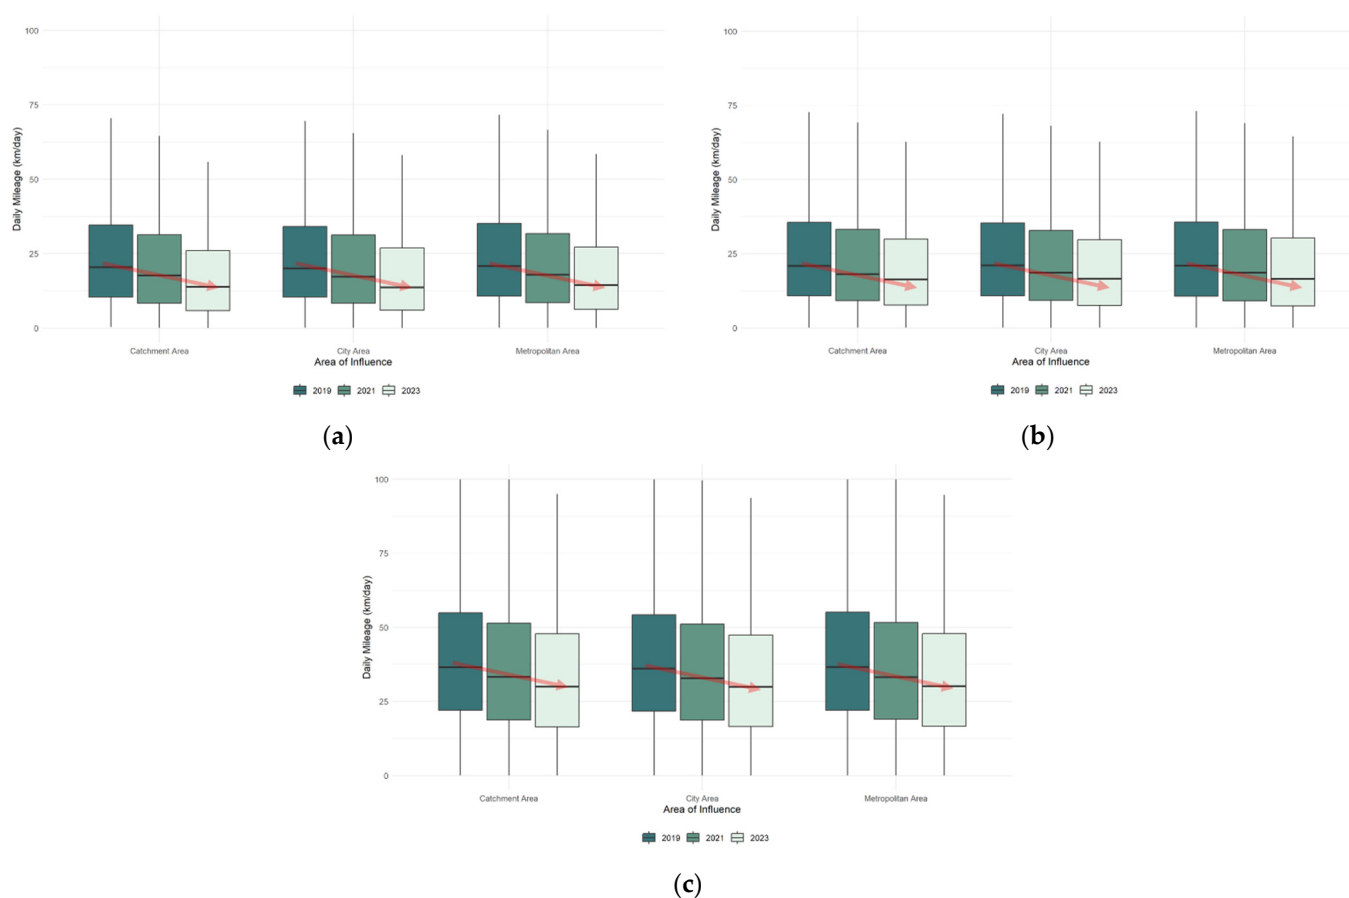 100
75
50
25
0
Daily Mileage (km/day)
Catchment Area City Area Metropolitan Area
Area of Influence
2019 2021 2023
(a)
100
75
50
25
0
Daily Mileage (km/day)
Catchment Area City Area Metropolitan Area
Area of Influence
2019 2021 2023
(b)
100
75
50
25
0
Daily Mileage (km/day)
Catchment Area City Area Metropolitan Area
Area of Influence
2019 2021 2023
(c)